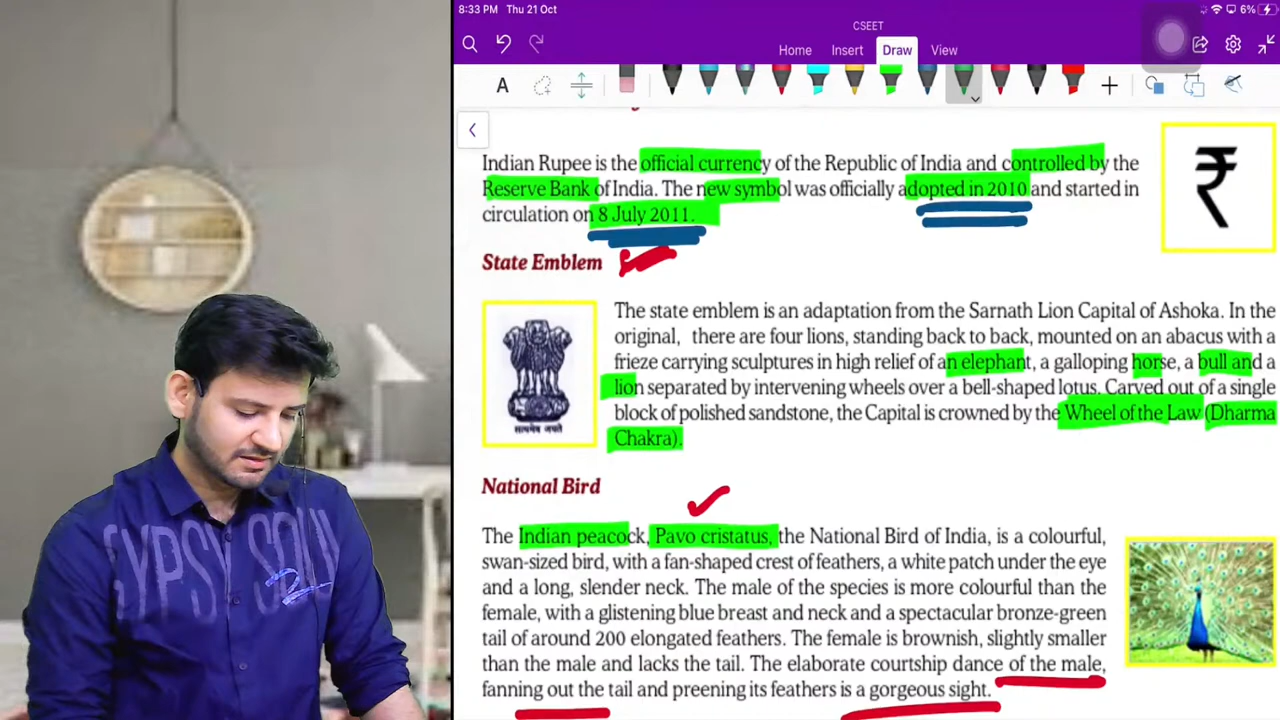 8:33 PM Thu 21 Oct
6%
CSEET
Home Insert Draw View
A
Indian Rupee is the official currency of the Republic of India and controlled by the
Reserve Bank of India. The new symbol was officially adopted in 2010 and started in
circulation on 8 July 2011.
₹
State Emblem
The state emblem is an adaptation from the Sarnath Lion Capital of Ashoka. In the
original, there are four lions, standing back to back, mounted on an abacus with a
frieze carrying sculptures in high relief of an elephant, a galloping horse, a bull and a
lion separated by intervening wheels over a bell-shaped lotus. Carved out of a single
block of polished sandstone, the Capital is crowned by the Wheel of the Law (Dharma
Chakra).
सत्यमेव जयते
National Bird
The Indian peacock, Pavo cristatus, the National Bird of India, is a colourful,
swan-sized bird, with a fan-shaped crest of feathers, a white patch under the eye
and a long, slender neck. The male of the species is more colourful than the
female, with a glistening blue breast and neck and a spectacular bronze-green
tail of around 200 elongated feathers. The female is brownish, slightly smaller
than the male and lacks the tail. The elaborate courtship dance of the male,
fanning out the tail and preening its feathers is a gorgeous sight.
GYPSY SOUL